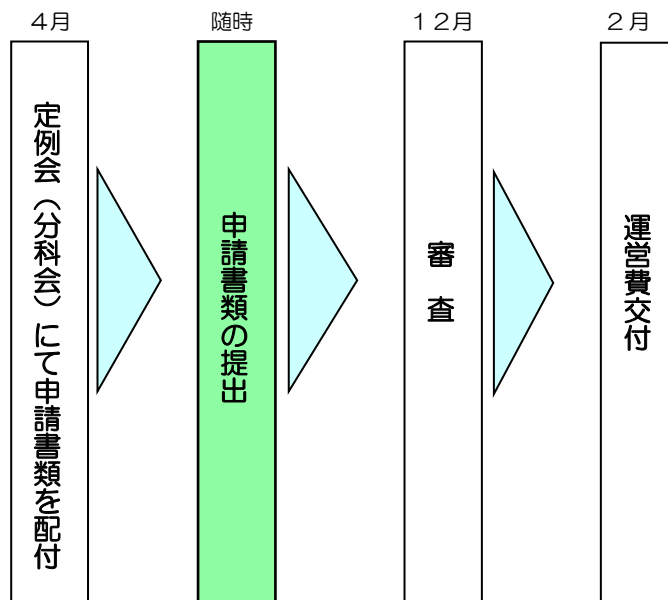 ４月
随時
１２月
２月
定例会（分科会）にて申請書類を配付
申請書類の提出
審　査
運営費交付